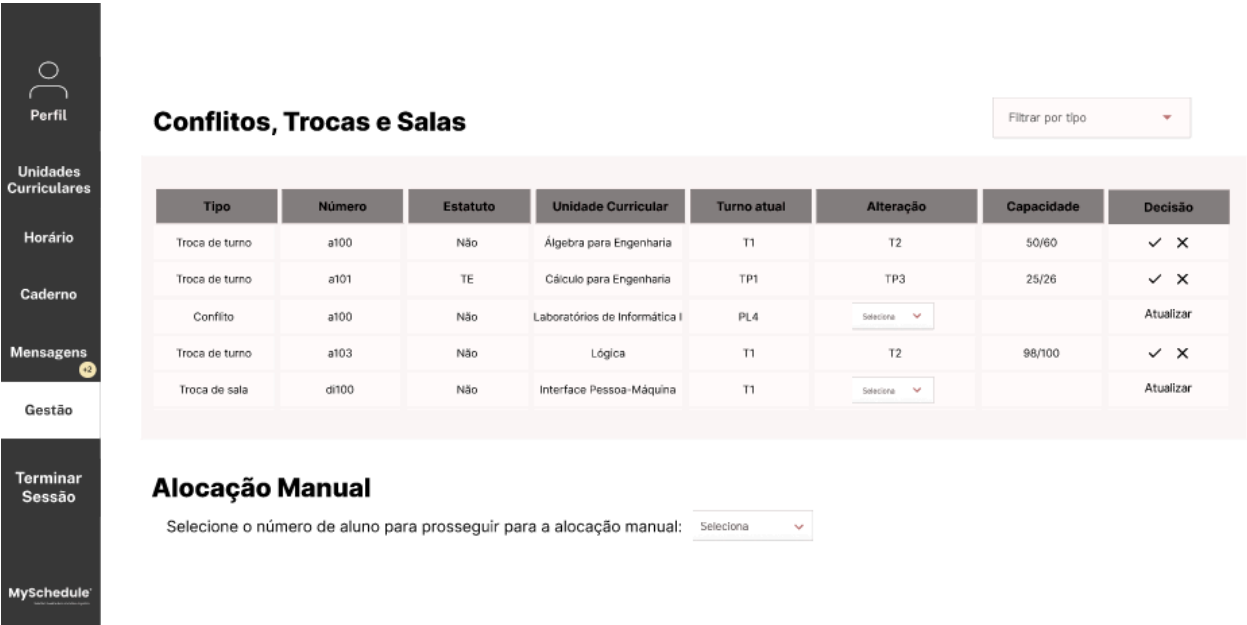 Perfil
Unidades
Curriculares
Horário
Caderno
Mensagens
+2
Gestão
Terminar
Sessão
MySchedule
Conflitos, Trocas e Salas
Filtrar por tipo
Tipo Número Estatuto Unidade Curricular Turno atual Alteração Capacidade Decisão
Troca de turno a100 Não Álgebra para Engenharia T1 T2 50/60
Troca de turno a101 TE Cálculo para Engenharia TP1 TP3 25/26
Conflito a100 Não Laboratórios de Informática I PL4 Seleciona Atualizar
Troca de turno a103 Não Lógica T1 T2 98/100
Troca de sala di100 Não Interface Pessoa-Máquina T1 Seleciona Atualizar
Alocação Manual
Selecione o número de aluno para prosseguir para a alocação manual: Seleciona